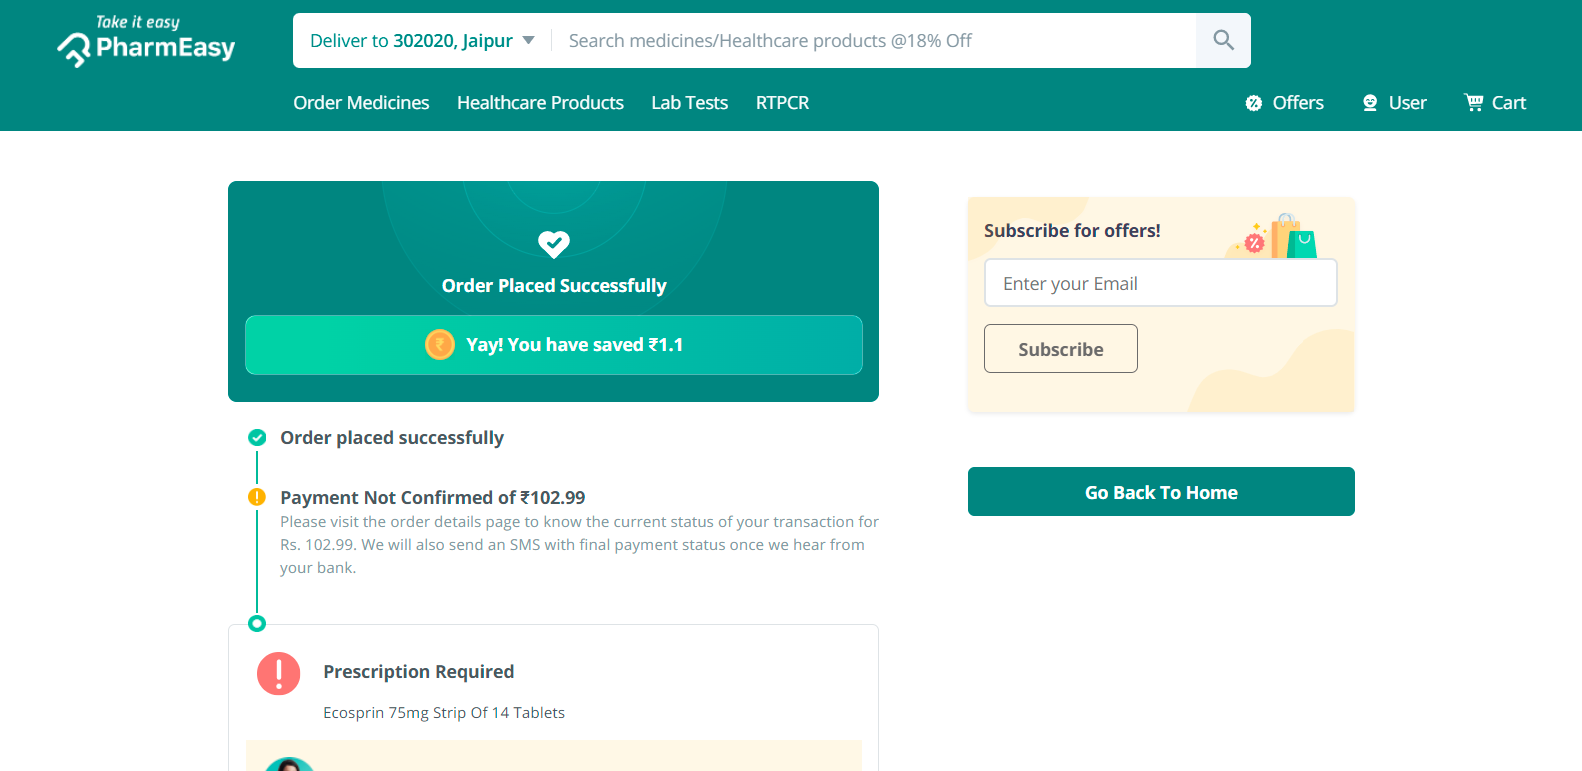 Take it easy
PharmEasy
Deliver to 302020, Jaipur
Search medicines/Healthcare products @18% Off
Order Medicines
Healthcare Products
Lab Tests
RTPCR
Offers
User
Cart
Order Placed Successfully
Yay! You have saved ₹1.1
Order placed successfully
Payment Not Confirmed of ₹102.99
Please visit the order details page to know the current status of your transaction for
Rs. 102.99. We will also send an SMS with final payment status once we hear from
your bank.
Prescription Required
Ecosprin 75mg Strip Of 14 Tablets
Subscribe for offers!
Enter your Email
Subscribe
Go Back To Home